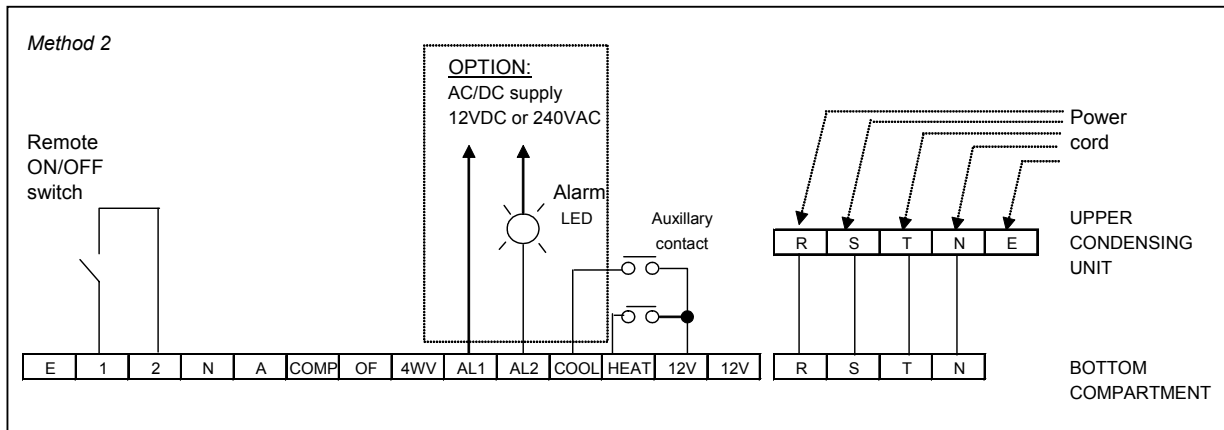 Method 2
OPTION:
AC/DC supply
12VDC or 240VAC
Remote
ON/OFF
switch
Alarm
LED
Auxillary
contact
Power
cord
R S T N E
UPPER
CONDENSING
UNIT
E 1 2 N A COMP OF 4WV AL1 AL2 COOL HEAT 12V 12V
R S T N
BOTTOM
COMPARTMENT